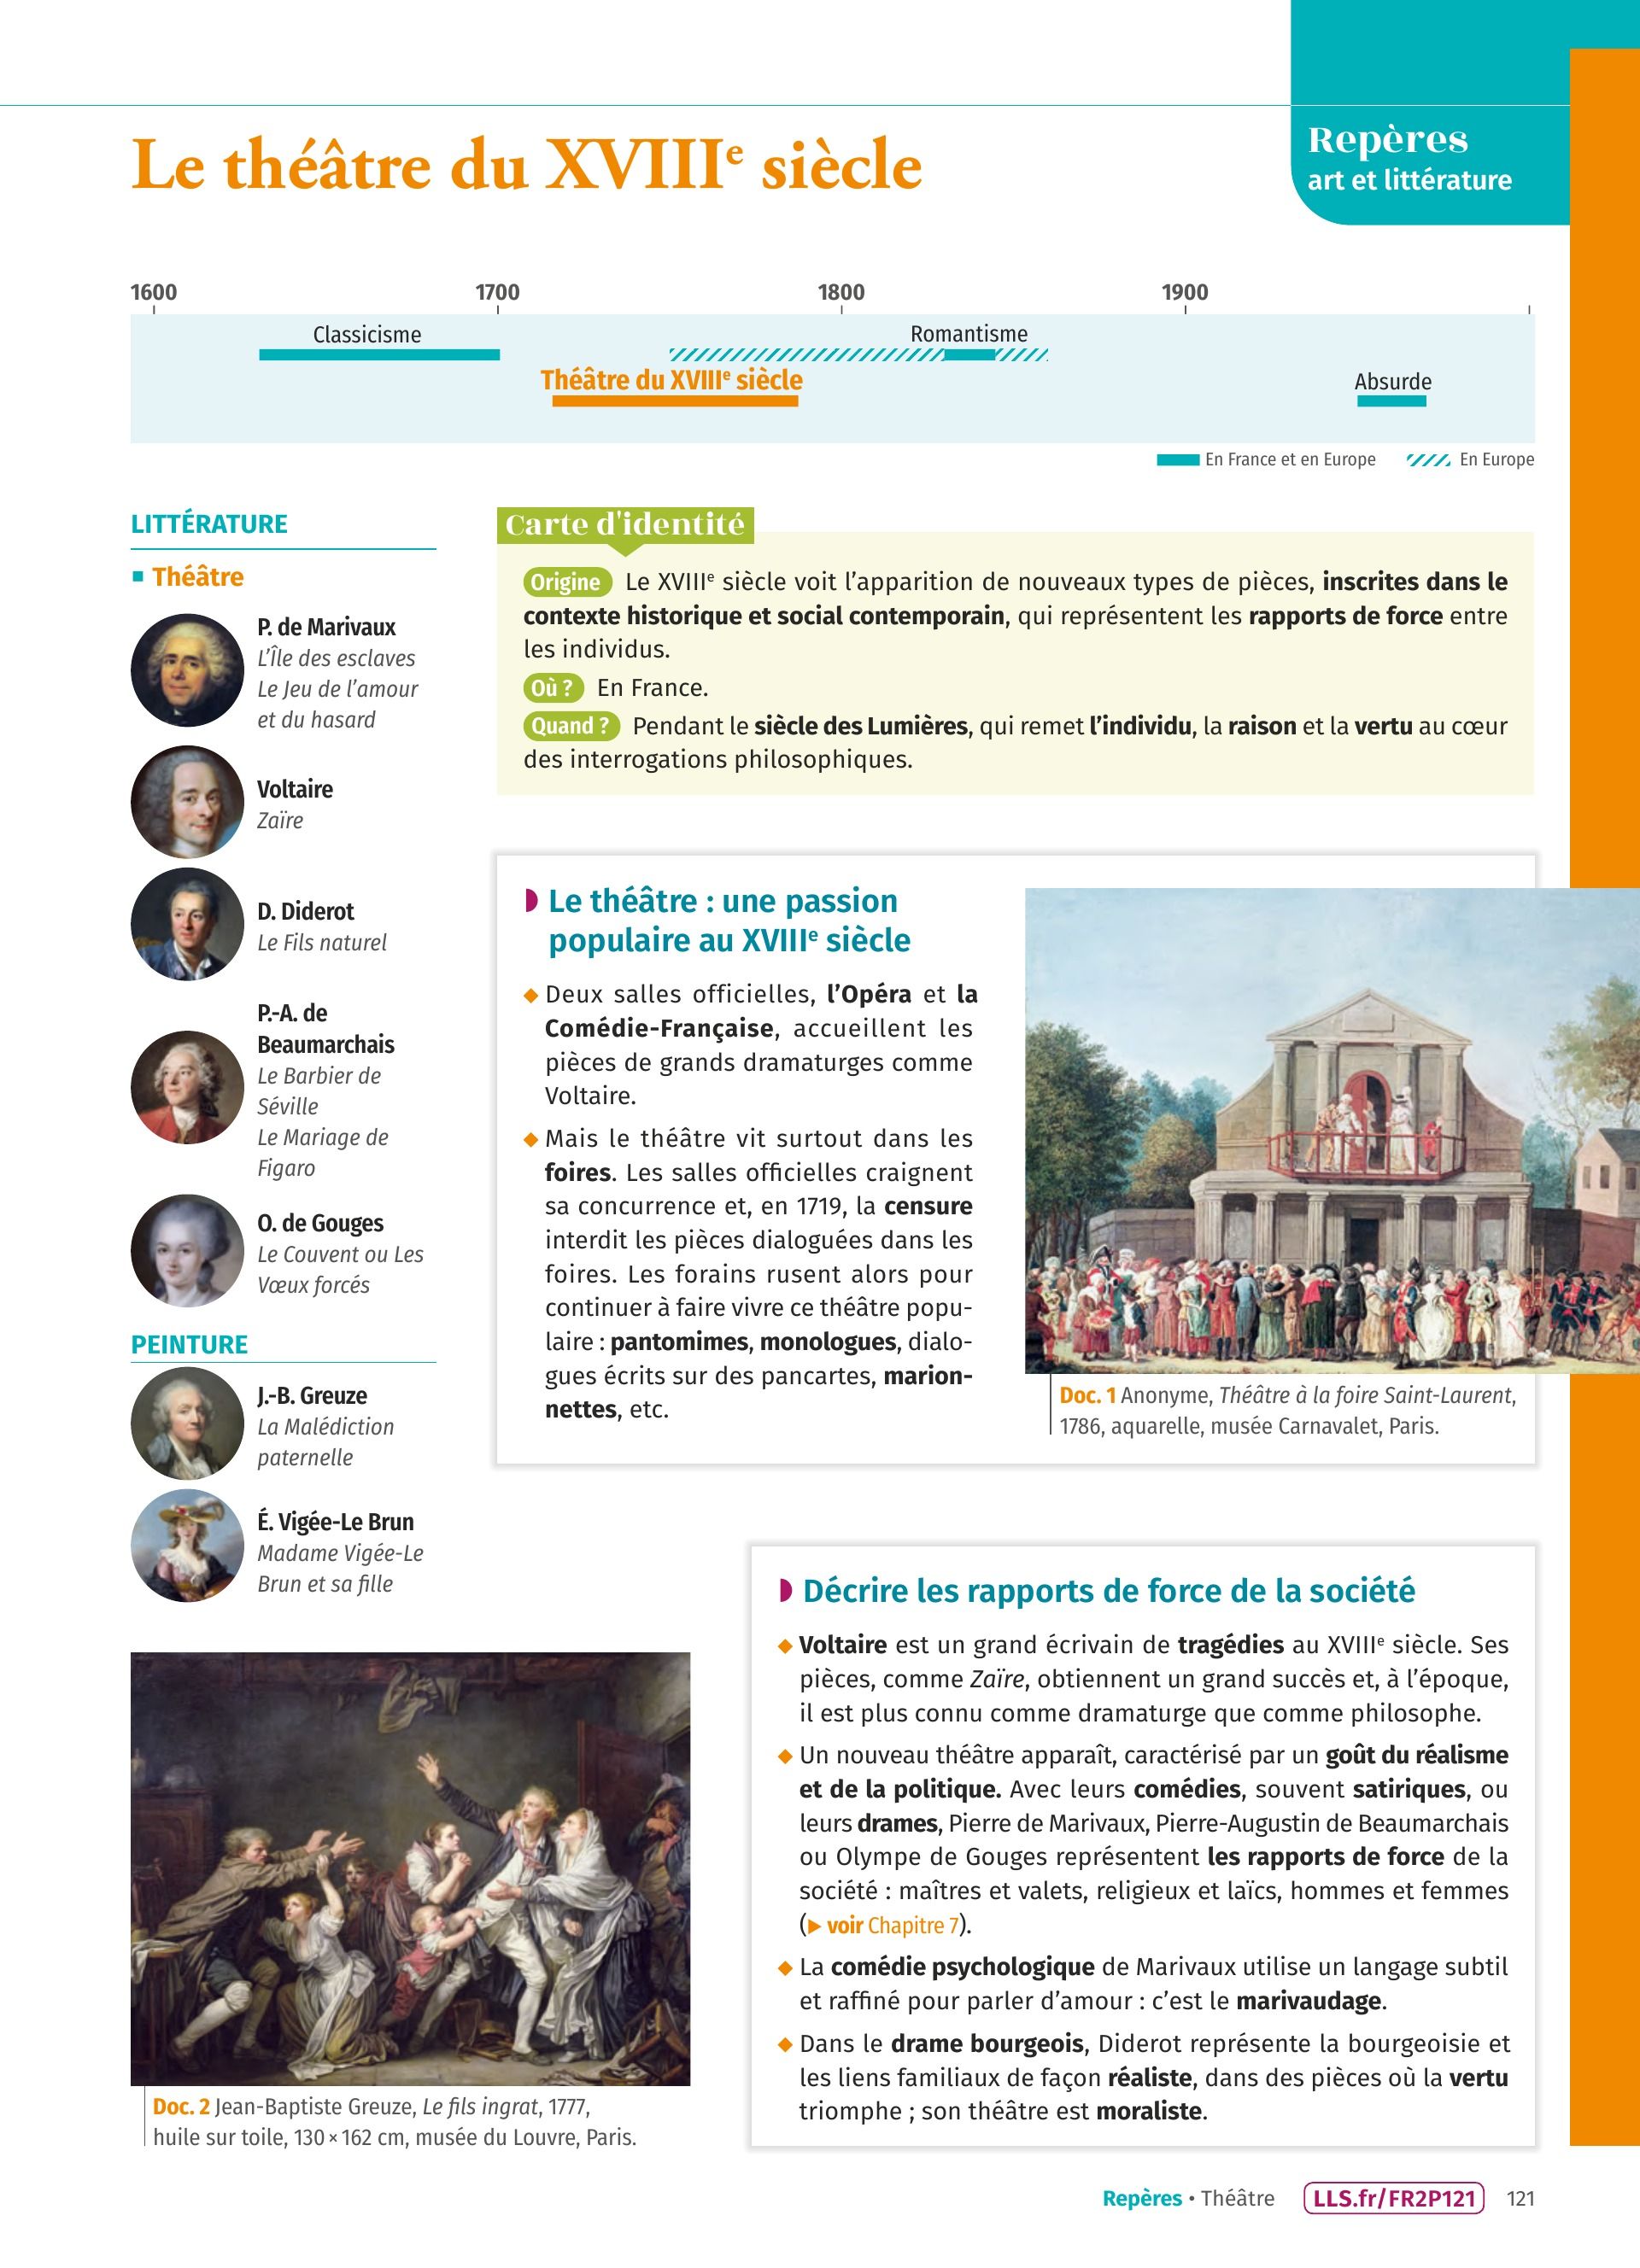 Repères
art et littérature
Le théâtre du XVIIIe siècle
1600 1700 1800 1900
Classicisme Romantisme
Théâtre du XVIIIe siècle Absurde
En France et en Europe En Europe
LITTÉRATURE
Théâtre
P. de Marivaux
L’Île des esclaves
Le Jeu de l’amour
et du hasard
Voltaire
Zaïre
D. Diderot
Le Fils naturel
P.-A. de
Beaumarchais
Le Barbier de
Séville
Le Mariage de
Figaro
O. de Gouges
Le Couvent ou Les
Vœux forcés
PEINTURE
J.-B. Greuze
La Malédiction
paternelle
É. Vigée-Le Brun
Madame Vigée-Le
Brun et sa fille
Carte d'identité
Origine Le XVIIIe siècle voit l’apparition de nouveaux types de pièces, inscrites dans le
contexte historique et social contemporain, qui représentent les rapports de force entre
les individus.
Où ? En France.
Quand ? Pendant le siècle des Lumières, qui remet l’individu, la raison et la vertu au cœur
des interrogations philosophiques.
Le théâtre : une passion
populaire au XVIIIe siècle
Deux salles officielles, l’Opéra et la
Comédie-Française, accueillent les
pièces de grands dramaturges comme
Voltaire.
Mais le théâtre vit surtout dans les
foires. Les salles officielles craignent
sa concurrence et, en 1719, la censure
interdit les pièces dialoguées dans les
foires. Les forains rusent alors pour
continuer à faire vivre ce théâtre popu-
laire : pantomimes, monologues, dialo-
gues écrits sur des pancartes, marion-
nettes, etc.
Doc. 1 Anonyme, Théâtre à la foire Saint-Laurent,
1786, aquarelle, musée Carnavalet, Paris.
Doc. 2 Jean-Baptiste Greuze, Le fils ingrat, 1777,
huile sur toile, 130 × 162 cm, musée du Louvre, Paris.
Décrire les rapports de force de la société
Voltaire est un grand écrivain de tragédies au XVIIIe siècle. Ses
pièces, comme Zaïre, obtiennent un grand succès et, à l’époque,
il est plus connu comme dramaturge que comme philosophe.
Un nouveau théâtre apparaît, caractérisé par un goût du réalisme
et de la politique. Avec leurs comédies, souvent satiriques, ou
leurs drames, Pierre de Marivaux, Pierre-Augustin de Beaumarchais
ou Olympe de Gouges représentent les rapports de force de la
société : maîtres et valets, religieux et laïcs, hommes et femmes
(▶ voir Chapitre 7).
La comédie psychologique de Marivaux utilise un langage subtil
et raffiné pour parler d’amour : c’est le marivaudage.
Dans le drame bourgeois, Diderot représente la bourgeoisie et
les liens familiaux de façon réaliste, dans des pièces où la vertu
triomphe ; son théâtre est moraliste.
Repères • Théâtre LLS.fr/FR2P121 121